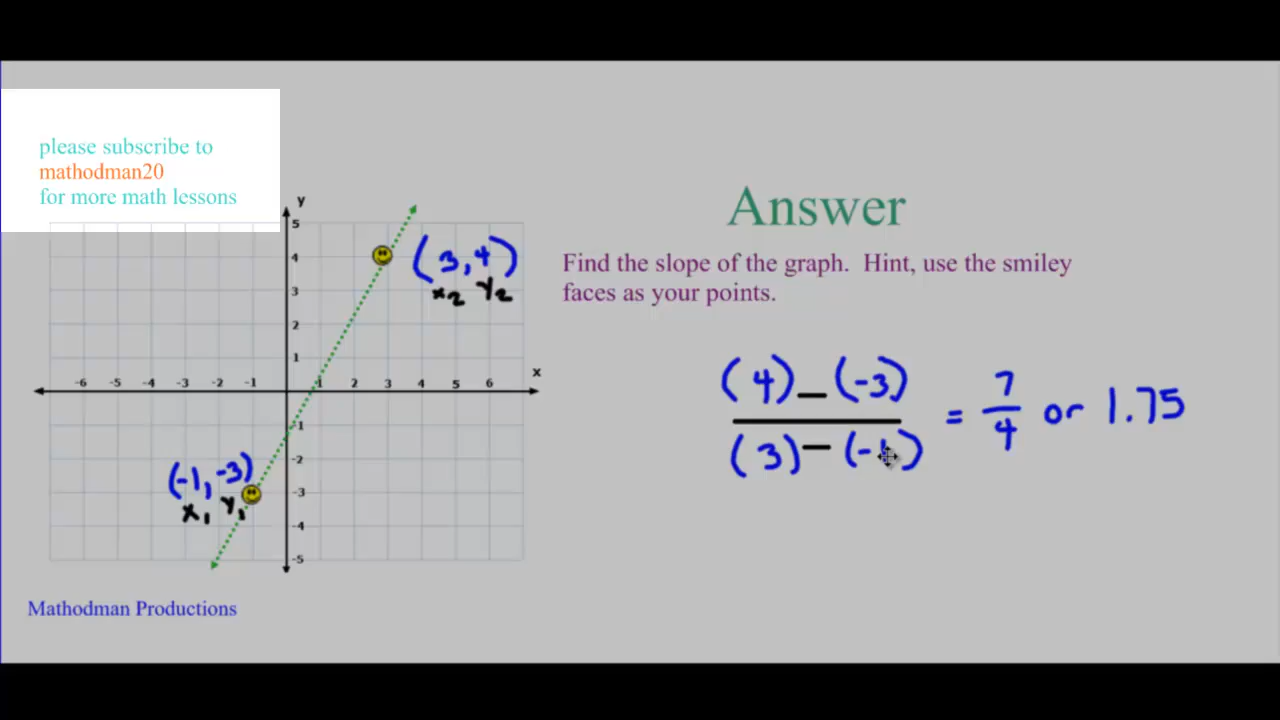 please subscribe to
mathodman20
for more math lessons
y
5
4
3
2
1
-6 -5 -4 -3 -2 -1 1 2 3 4 5 6 x
-1
-2
-3
-4
-5
(3,4)
x2 y2
(-1,-3)
x1 y1
Mathodman Productions
Answer
Find the slope of the graph. Hint, use the smiley
faces as your points.
(4) - (-3)
(3) - (-1)
= 7/4 or 1.75